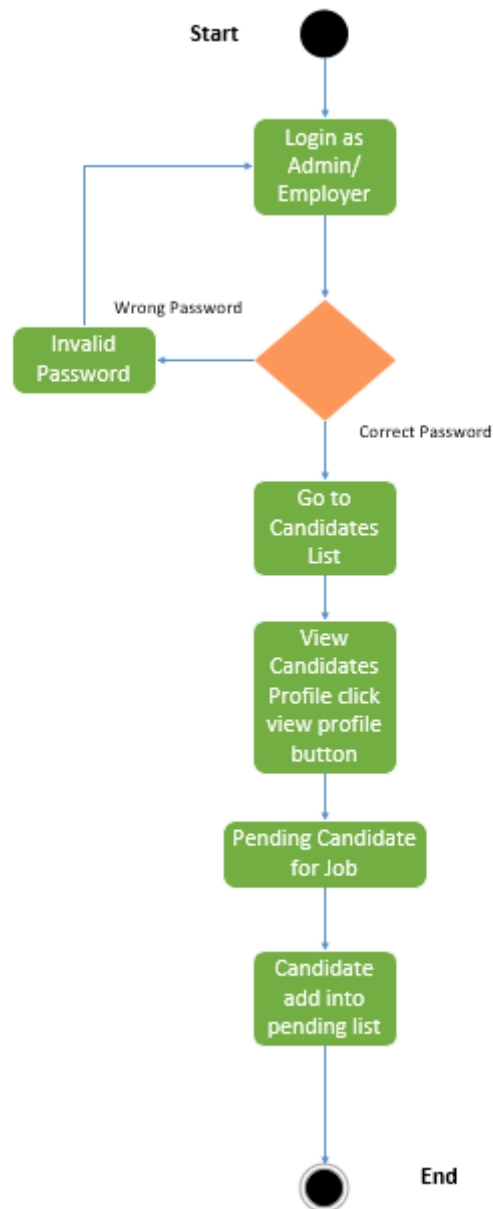 Start
Login as
Admin/
Employer
Wrong Password
Invalid
Password
Correct Password
Go to
Candidates
List
View
Candidates
Profile click
view profile
button
Pending Candidate
for Job
Candidate
add into
pending list
End